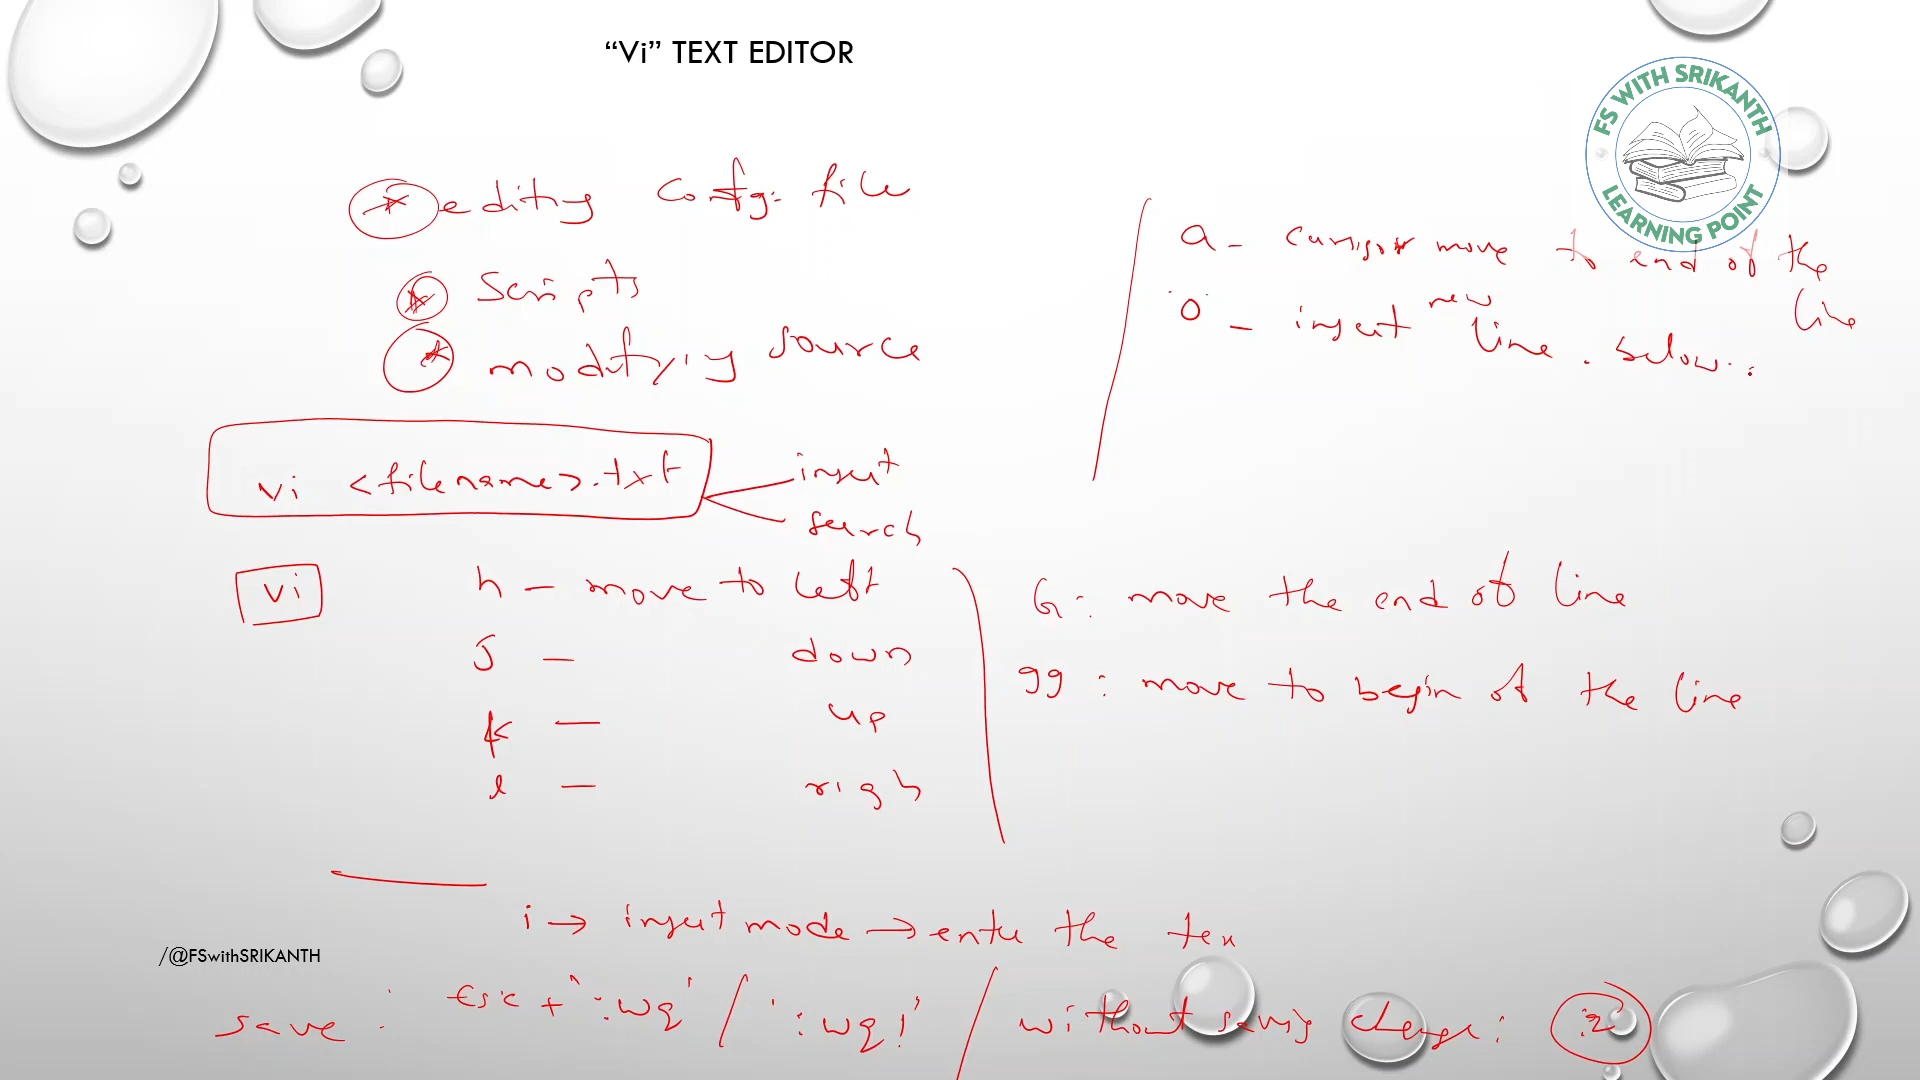 “Vi” TEXT EDITOR
FS WITH SRIKANTH
LEARNING POINT
* editing config: file
* Scripts
* modifying source
a - cursor move to end of the line
o - insert new line. below.
vi <filename>.txt
insert
search
vi
h - move to left
j - down
k - up
l - righ
G: move the end of line
gg: move to begin of the line
i → insert mode → enter the tex
/@FSwithSRIKANTH
save: Esc + ':wq' / ':wq!' / without saving change: